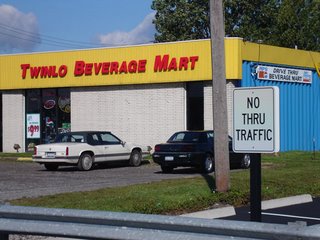 TWINLO BEVERAGE MART
DRIVE THRU
BEVERAGE MART
NO
THRU
TRAFFIC